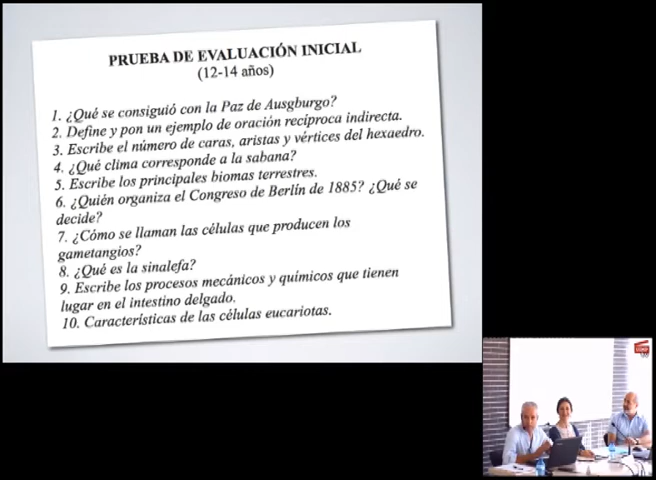 PRUEBA DE EVALUACIÓN INICIAL
(12-14 años)
1. ¿Qué se consiguió con la Paz de Ausgburgo?
2. Define y pon un ejemplo de oración recíproca indirecta.
3. Escribe el número de caras, aristas y vértices del hexaedro.
4. ¿Qué clima corresponde a la sabana?
5. Escribe los principales biomas terrestres.
6. ¿Quién organiza el Congreso de Berlín de 1885? ¿Qué se
decide?
7. ¿Cómo se llaman las células que producen los
gametangios?
8. ¿Qué es la sinalefa?
9. Escribe los procesos mecánicos y químicos que tienen
lugar en el intestino delgado.
10. Características de las células eucariotas.